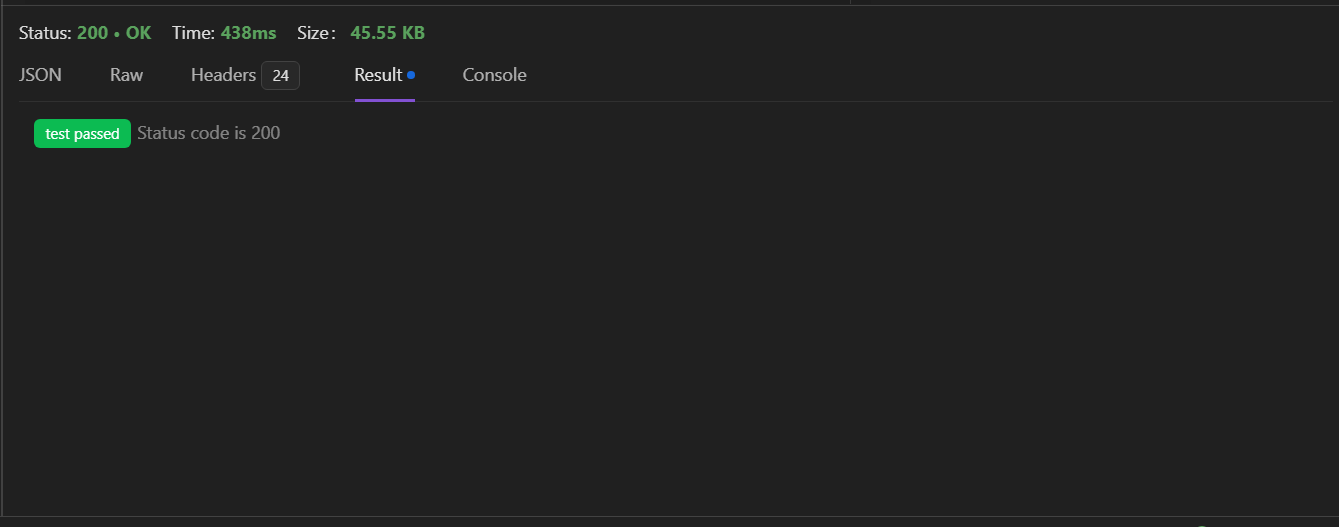 Status: 200 • OK Time: 438ms Size: 45.55 KB
JSON Raw Headers 24 Result Console
test passed Status code is 200